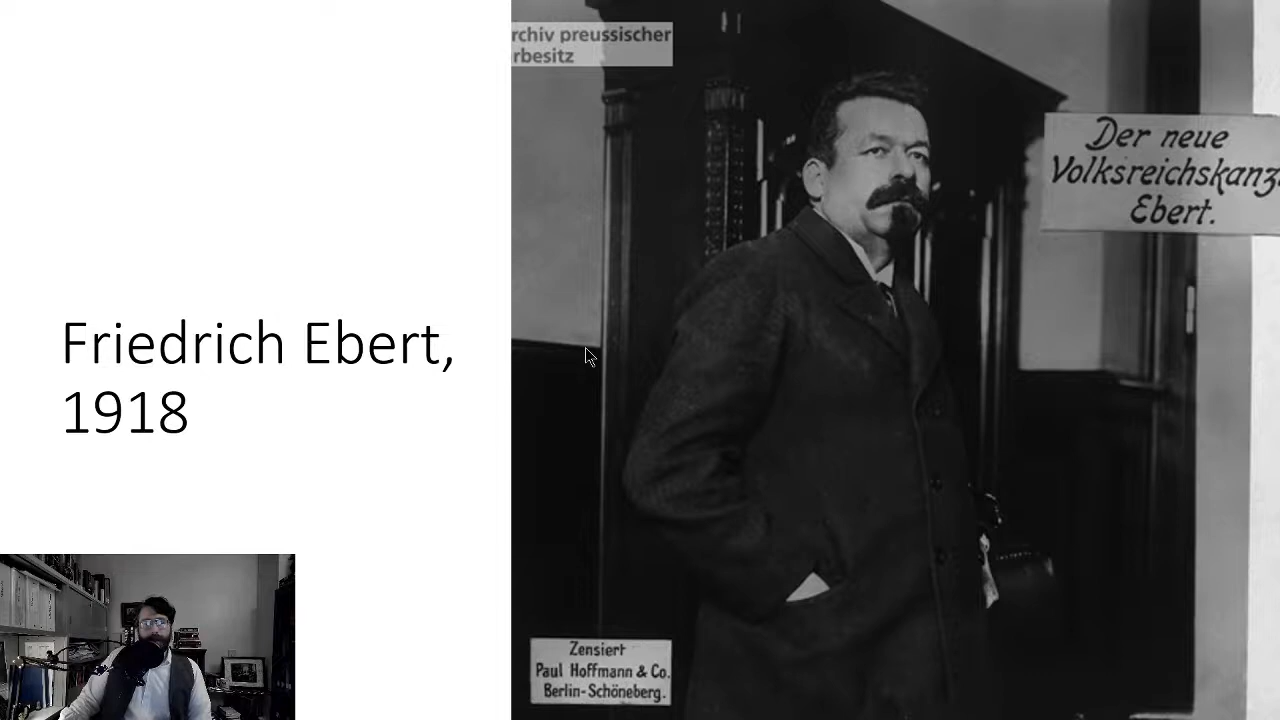 Friedrich Ebert,
1918
rchiv preussischer
rbesitz
Der neue
Volksreichskanz
Ebert.
Zensiert
Paul Hoffmann & Co.
Berlin-Schöneberg.